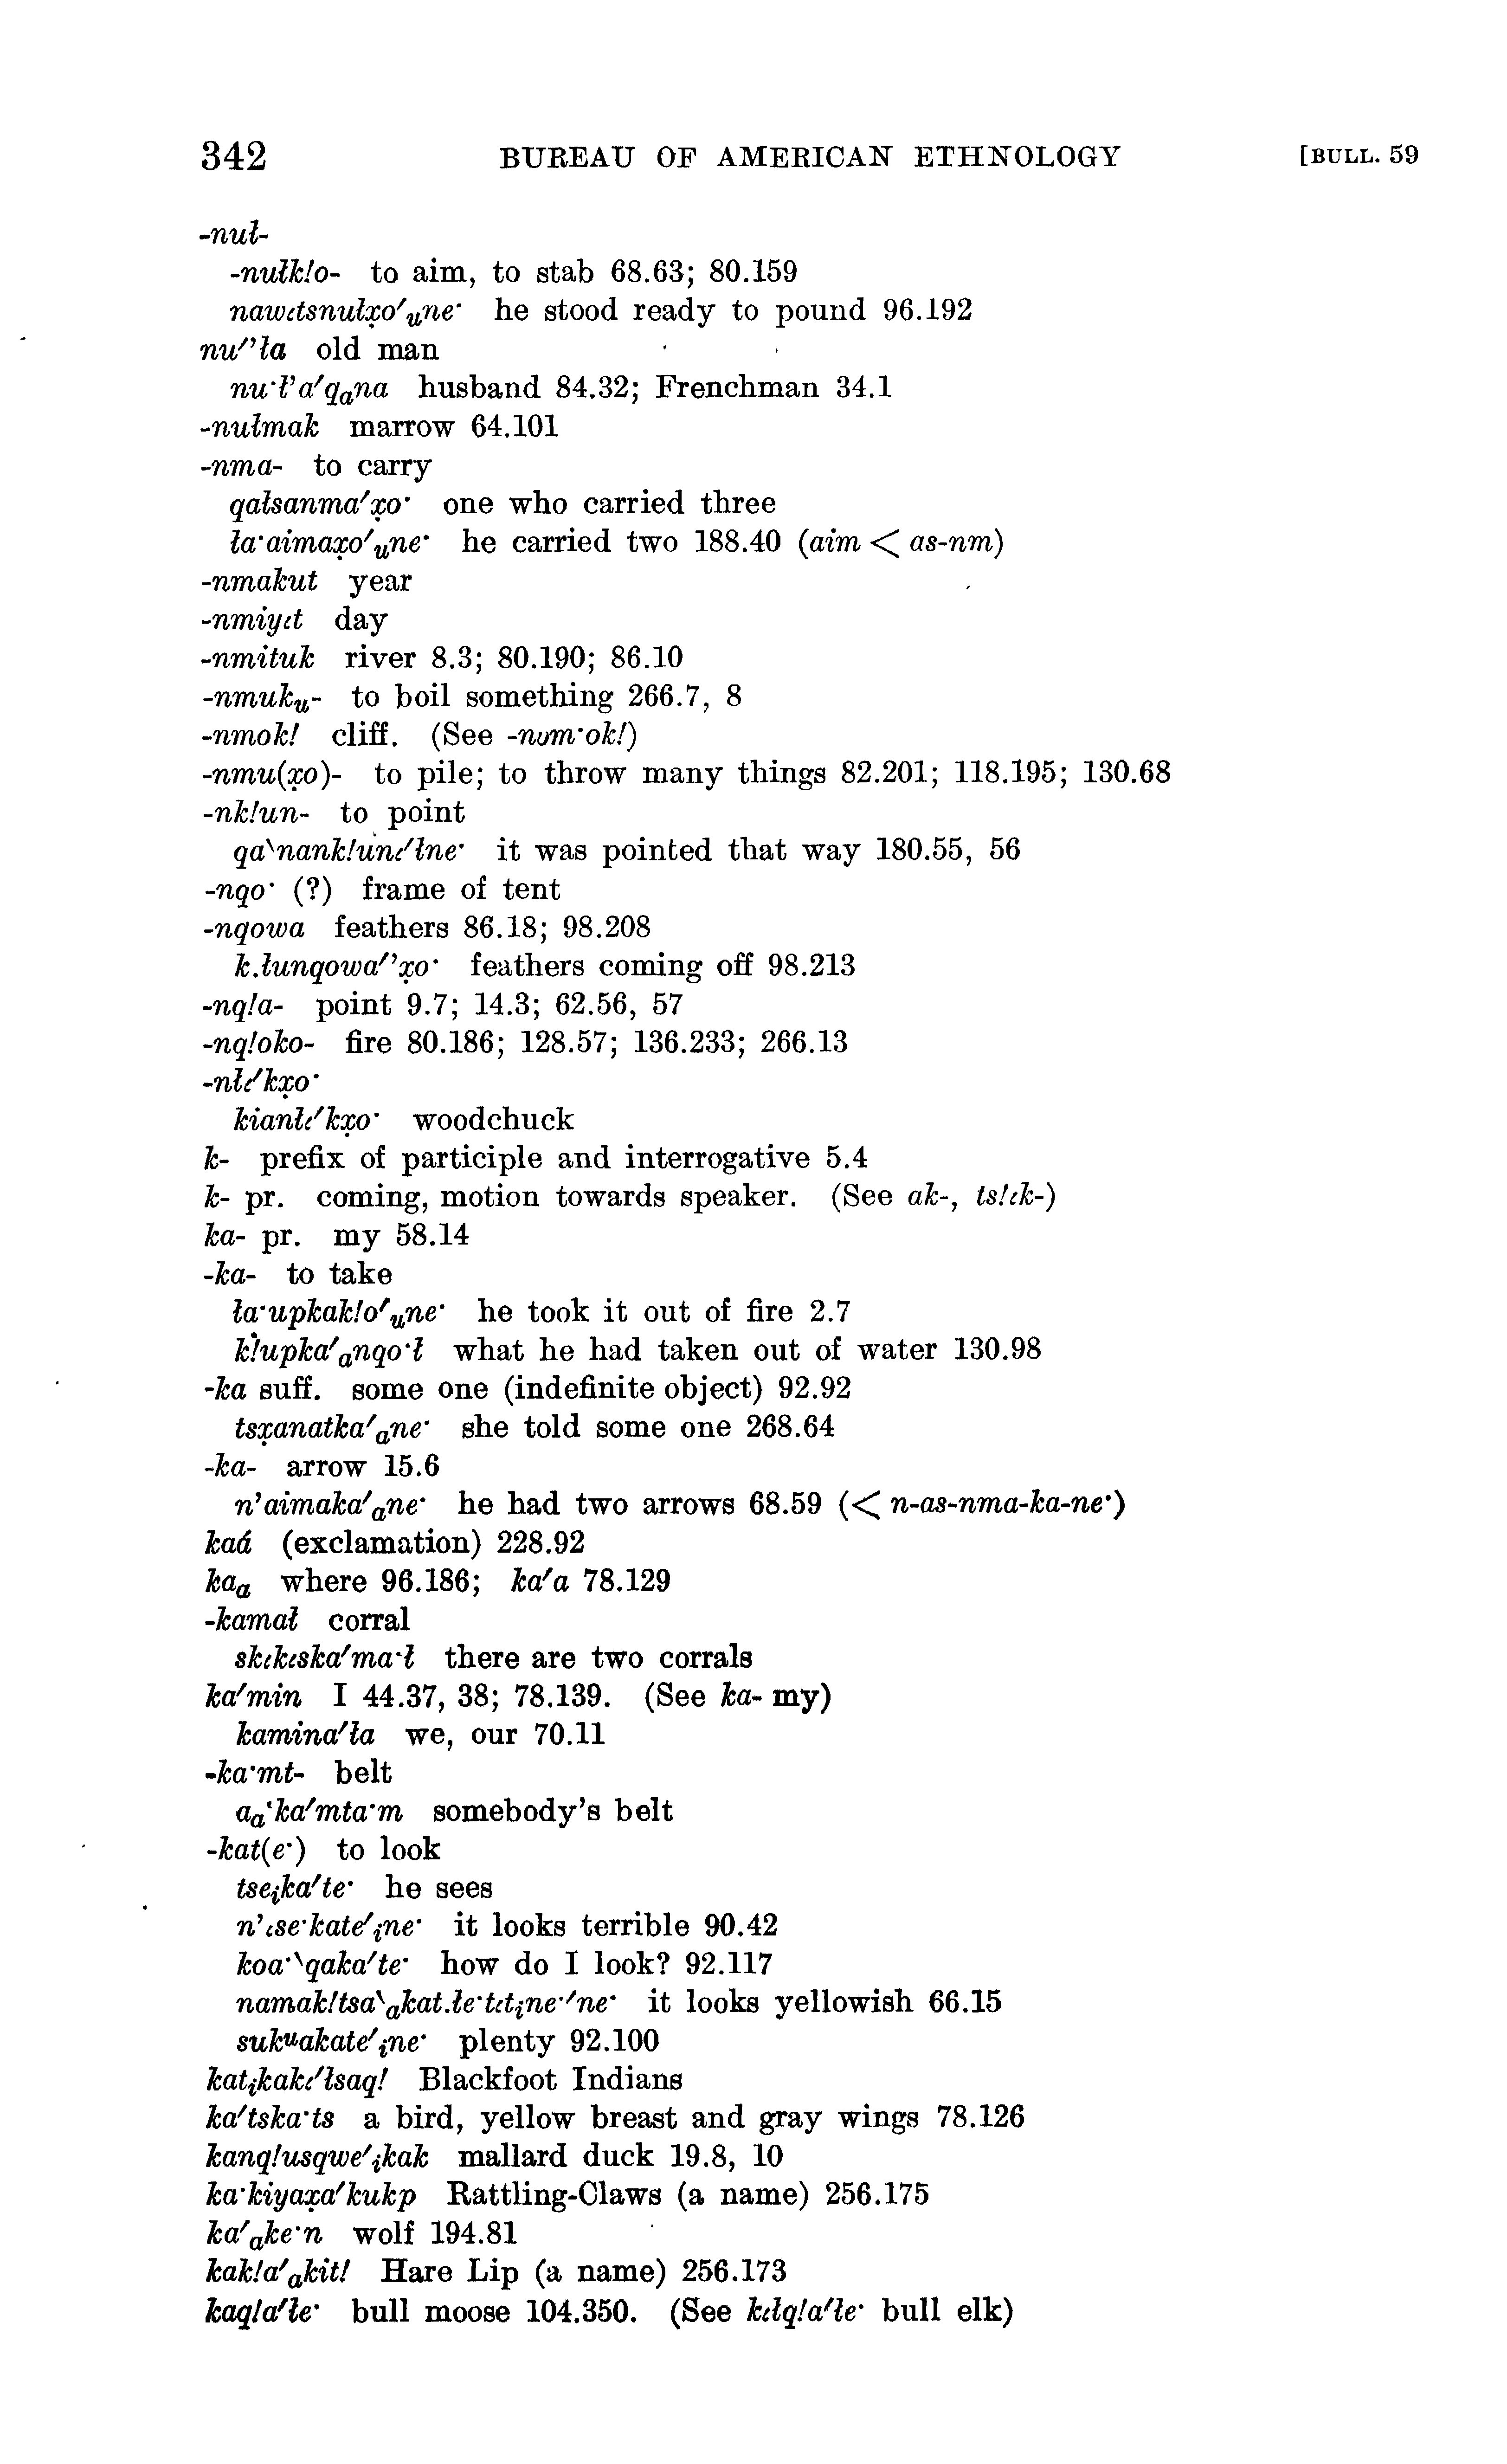 342 BUREAU OF AMERICAN ETHNOLOGY [BULL. 59
-nuł-
-nułk!o- to aim, to stab 68.63; 80.159
nawɩtsnułx̣o′ᵤne· he stood ready to pound 96.192
nu′’ła old man
nu·ł’a′qₐna husband 84.32; Frenchman 34.1
-nułmak marrow 64.101
-nma- to carry
qałsanma′x̣o· one who carried three
ła·aimax̣o′ᵤne· he carried two 188.40 (aim < as-nm)
-nmakut year
-nmiyɩt day
-nmituk river 8.3; 80.190; 86.10
-nmukᵤ- to boil something 266.7, 8
-nmok! cliff. (See -num·ok!)
-nmu(x̣o)- to pile; to throw many things 82.201; 118.195; 130.68
-nk!un- to point
qa‵nank!unɩ′łne· it was pointed that way 180.55, 56
-nqo· (?) frame of tent
-nqowa feathers 86.18; 98.208
k.łunqowa′’x̣o· feathers coming off 98.213
-nq!a- point 9.7; 14.3; 62.56, 57
-nq!oko- fire 80.186; 128.57; 136.233; 266.13
-nłɩ′kx̣o·
kianłɩ′kx̣o· woodchuck
k- prefix of participle and interrogative 5.4
k- pr. coming, motion towards speaker. (See ak-, ts!ɩk-)
ka- pr. my 58.14
-ka- to take
ła·upkak!o′ᵤne· he took it out of fire 2.7
k!upka′ₐnqo·ł what he had taken out of water 130.98
-ka suff. some one (indefinite object) 92.92
tsx̣anatka′ₐne· she told some one 268.64
-ka- arrow 15.6
n’aimaka′ₐne· he had two arrows 68.59 (< n-as-nma-ka-ne·)
kaá (exclamation) 228.92
kaₐ where 96.186; ka′a 78.129
-kamał corral
skɩkɩska′ma·ł there are two corrals
ka′min I 44.37, 38; 78.139. (See ka- my)
kamina′ła we, our 70.11
-ka·mt- belt
aₐ‘ka′mta·m somebody’s belt
-kat(e·) to look
tseᵢka′te· he sees
n’ɩse·kate′ᵢne· it looks terrible 90.42
koa·‵qaka′te· how do I look? 92.117
namak!tsa‵ₐkat.łe·tɩtᵢne·′ne· it looks yellowish 66.15
sukᵘakate′ᵢne· plenty 92.100
katᵢkakɩ′łsaq! Blackfoot Indians
ka′tska·ts a bird, yellow breast and gray wings 78.126
kanq!usqwe′ᵢkak mallard duck 19.8, 10
ka·kiyax̣a′kukp Rattling-Claws (a name) 256.175
ka′ₐke·n wolf 194.81
kak!a′ₐkit! Hare Lip (a name) 256.173
kaq!a′łe· bull moose 104.350. (See kɩłq!a′łe· bull elk)